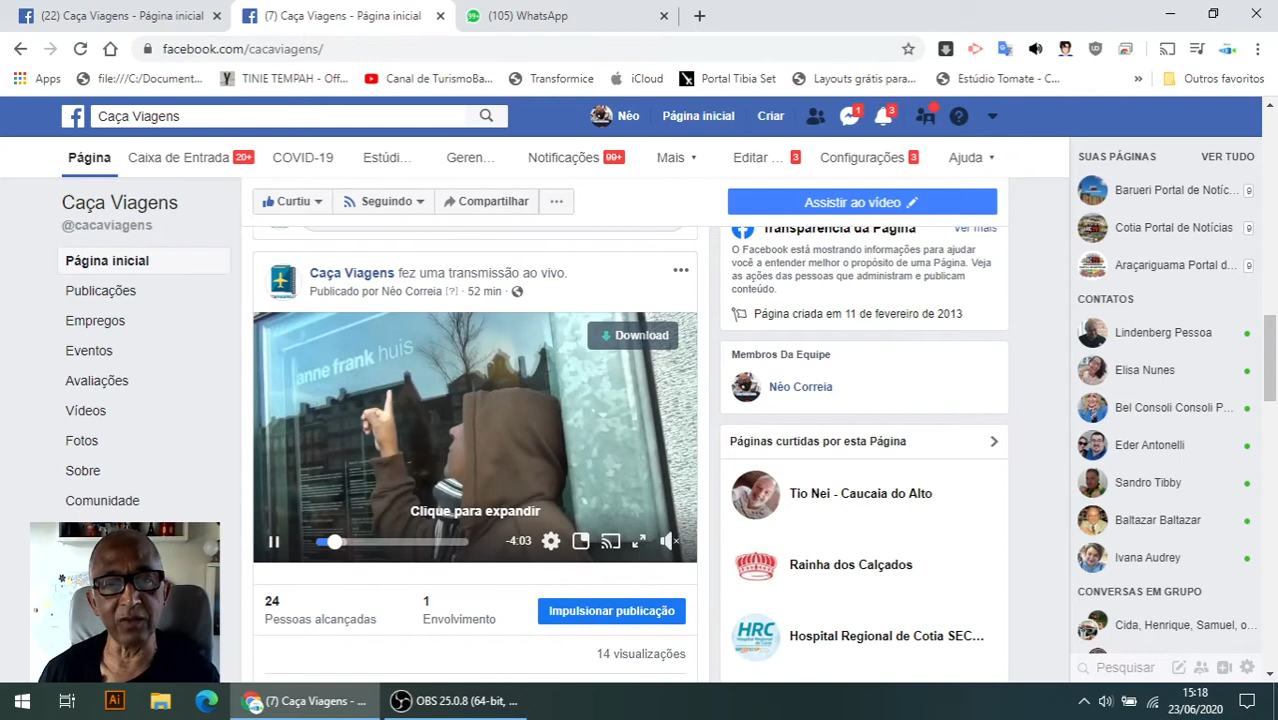 (22) Caça Viagens - Página inicial
(7) Caça Viagens - Página inicial
(105) WhatsApp
facebook.com/cacaviagens/
Apps
file:///C:/Document...
TINIE TEMPAH - Off...
Canal de TurismoBa...
Transformice
iCloud
Portal Tibia Set
Layouts grátis para...
Estúdio Tomate - C...
»
Outros favoritos
Caça Viagens
Nèo
Página inicial
Criar
1
3
Página
Caixa de Entrada 20+
COVID-19
Estúdi...
Geren...
Notificações 99+
Mais
Editar ... 3
Configurações 3
Ajuda
Caça Viagens
@cacaviagens
Página inicial
Publicações
Empregos
Eventos
Avaliações
Vídeos
Fotos
Sobre
Comunidade
Curtiu
Seguindo
Compartilhar
...
Assistir ao vídeo
Caça Viagens fez uma transmissão ao vivo.
Publicado por Nèo Correia [?] · 52 min ·
anne frank huis
Download
Clique para expandir
-4:03
24
Pessoas alcançadas
1
Envolvimento
Impulsionar publicação
14 visualizações
Transparência da Página
Ver mais
O Facebook está mostrando informações para ajudar
você a entender melhor o propósito de uma Página. Veja
as ações das pessoas que administram e publicam
conteúdo.
Página criada em 11 de fevereiro de 2013
Membros Da Equipe
Nèo Correia
Páginas curtidas por esta Página
Tio Nei - Caucaia do Alto
Rainha dos Calçados
HRC
Hospital Regional de Cotia SEC...
SUAS PÁGINAS
VER TUDO
Barueri Portal de Notíc... 9
Cotia Portal de Notícias 9
Araçariguama Portal d... 9
CONTATOS
Lindenberg Pessoa
Elisa Nunes
Bel Consoli Consoli P...
Eder Antonelli
Sandro Tibby
Baltazar Baltazar
Ivana Audrey
CONVERSAS EM GRUPO
Cida, Henrique, Samuel, o...
Pesquisar
(7) Caça Viagens - ...
OBS 25.0.8 (64-bit, ...
15:18
23/06/2020